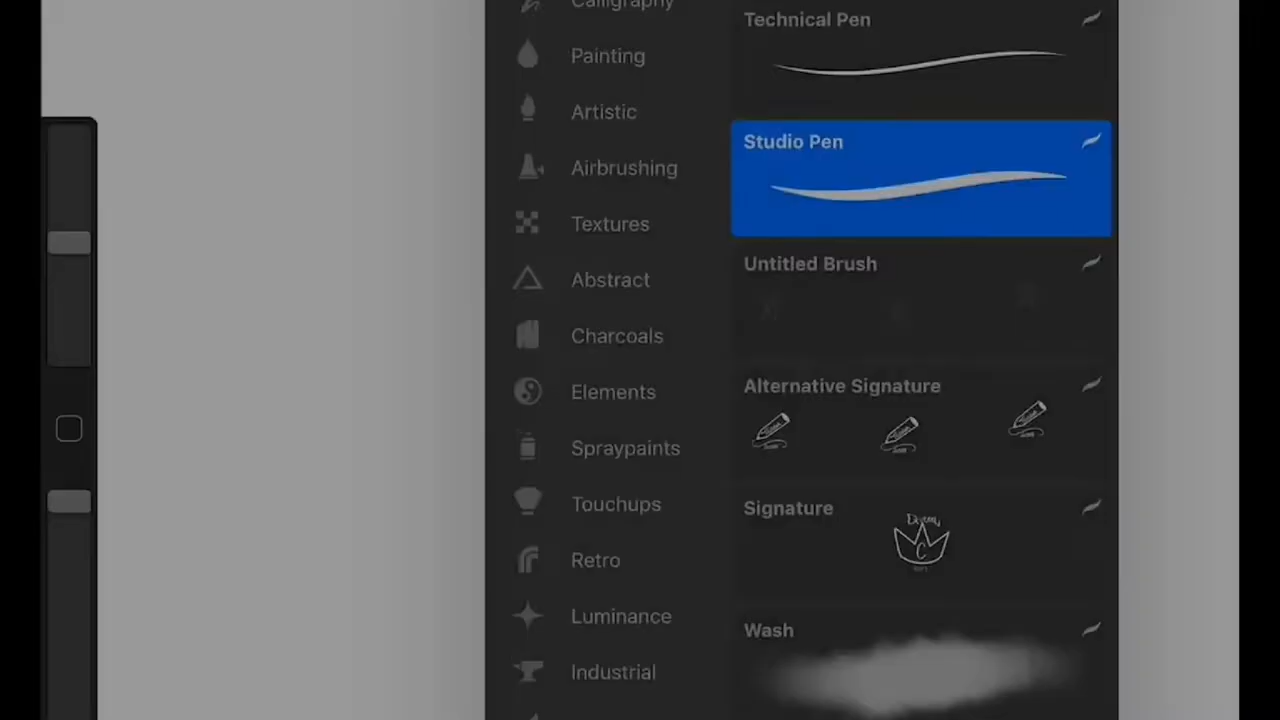 Calligraphy
Painting
Artistic
Airbrushing
Textures
Abstract
Charcoals
Elements
Spraypaints
Touchups
Retro
Luminance
Industrial
Technical Pen
Studio Pen
Untitled Brush
Alternative Signature
Signature
C
Wash